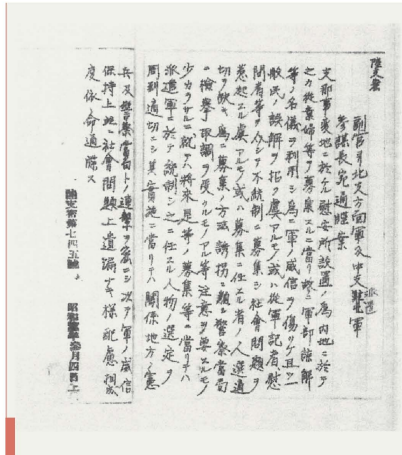 陸支密
副官ヨリ北支方面軍及中支派遣軍
参謀長宛通牒案
支那事変地ニ於ケル慰安所設置ノ為内地ニ於テ
之カ従業婦等ヲ募集スルニ当リ故ラニ軍部諒解
等ノ名儀ヲ利用シ為ニ軍ノ威信ヲ傷ツケ且ツ一
般民ノ誤解ヲ招ク虞アルモノ或ハ従軍記者慰
問者等ヲ介シテ不統制ニ募集シ社会問題ヲ
惹起スル虞アルモノ或ハ募集ニ任スル者ノ人選適
切ヲ欠キ為ニ募集ノ方法誘拐ニ類シ警察当局
ニ検挙取調ヲ受クルモノアル等注意ヲ要スルモノ
少カラサルニ就テハ将来是等ノ募集等ニ当リテハ
派遣軍ニ於テ統制シ之ニ任スル人物ノ選定ヲ
周到適切ニシ其実施ニ当リテハ関係地方ノ憲
兵及警察当局トノ連繋ヲ密ニシ次テ軍ノ威信
保持上並ニ社会問題上遺漏ナキ様配慮相成
度依命通牒ス
陸支密第七四五號 昭和拾参年参月四日